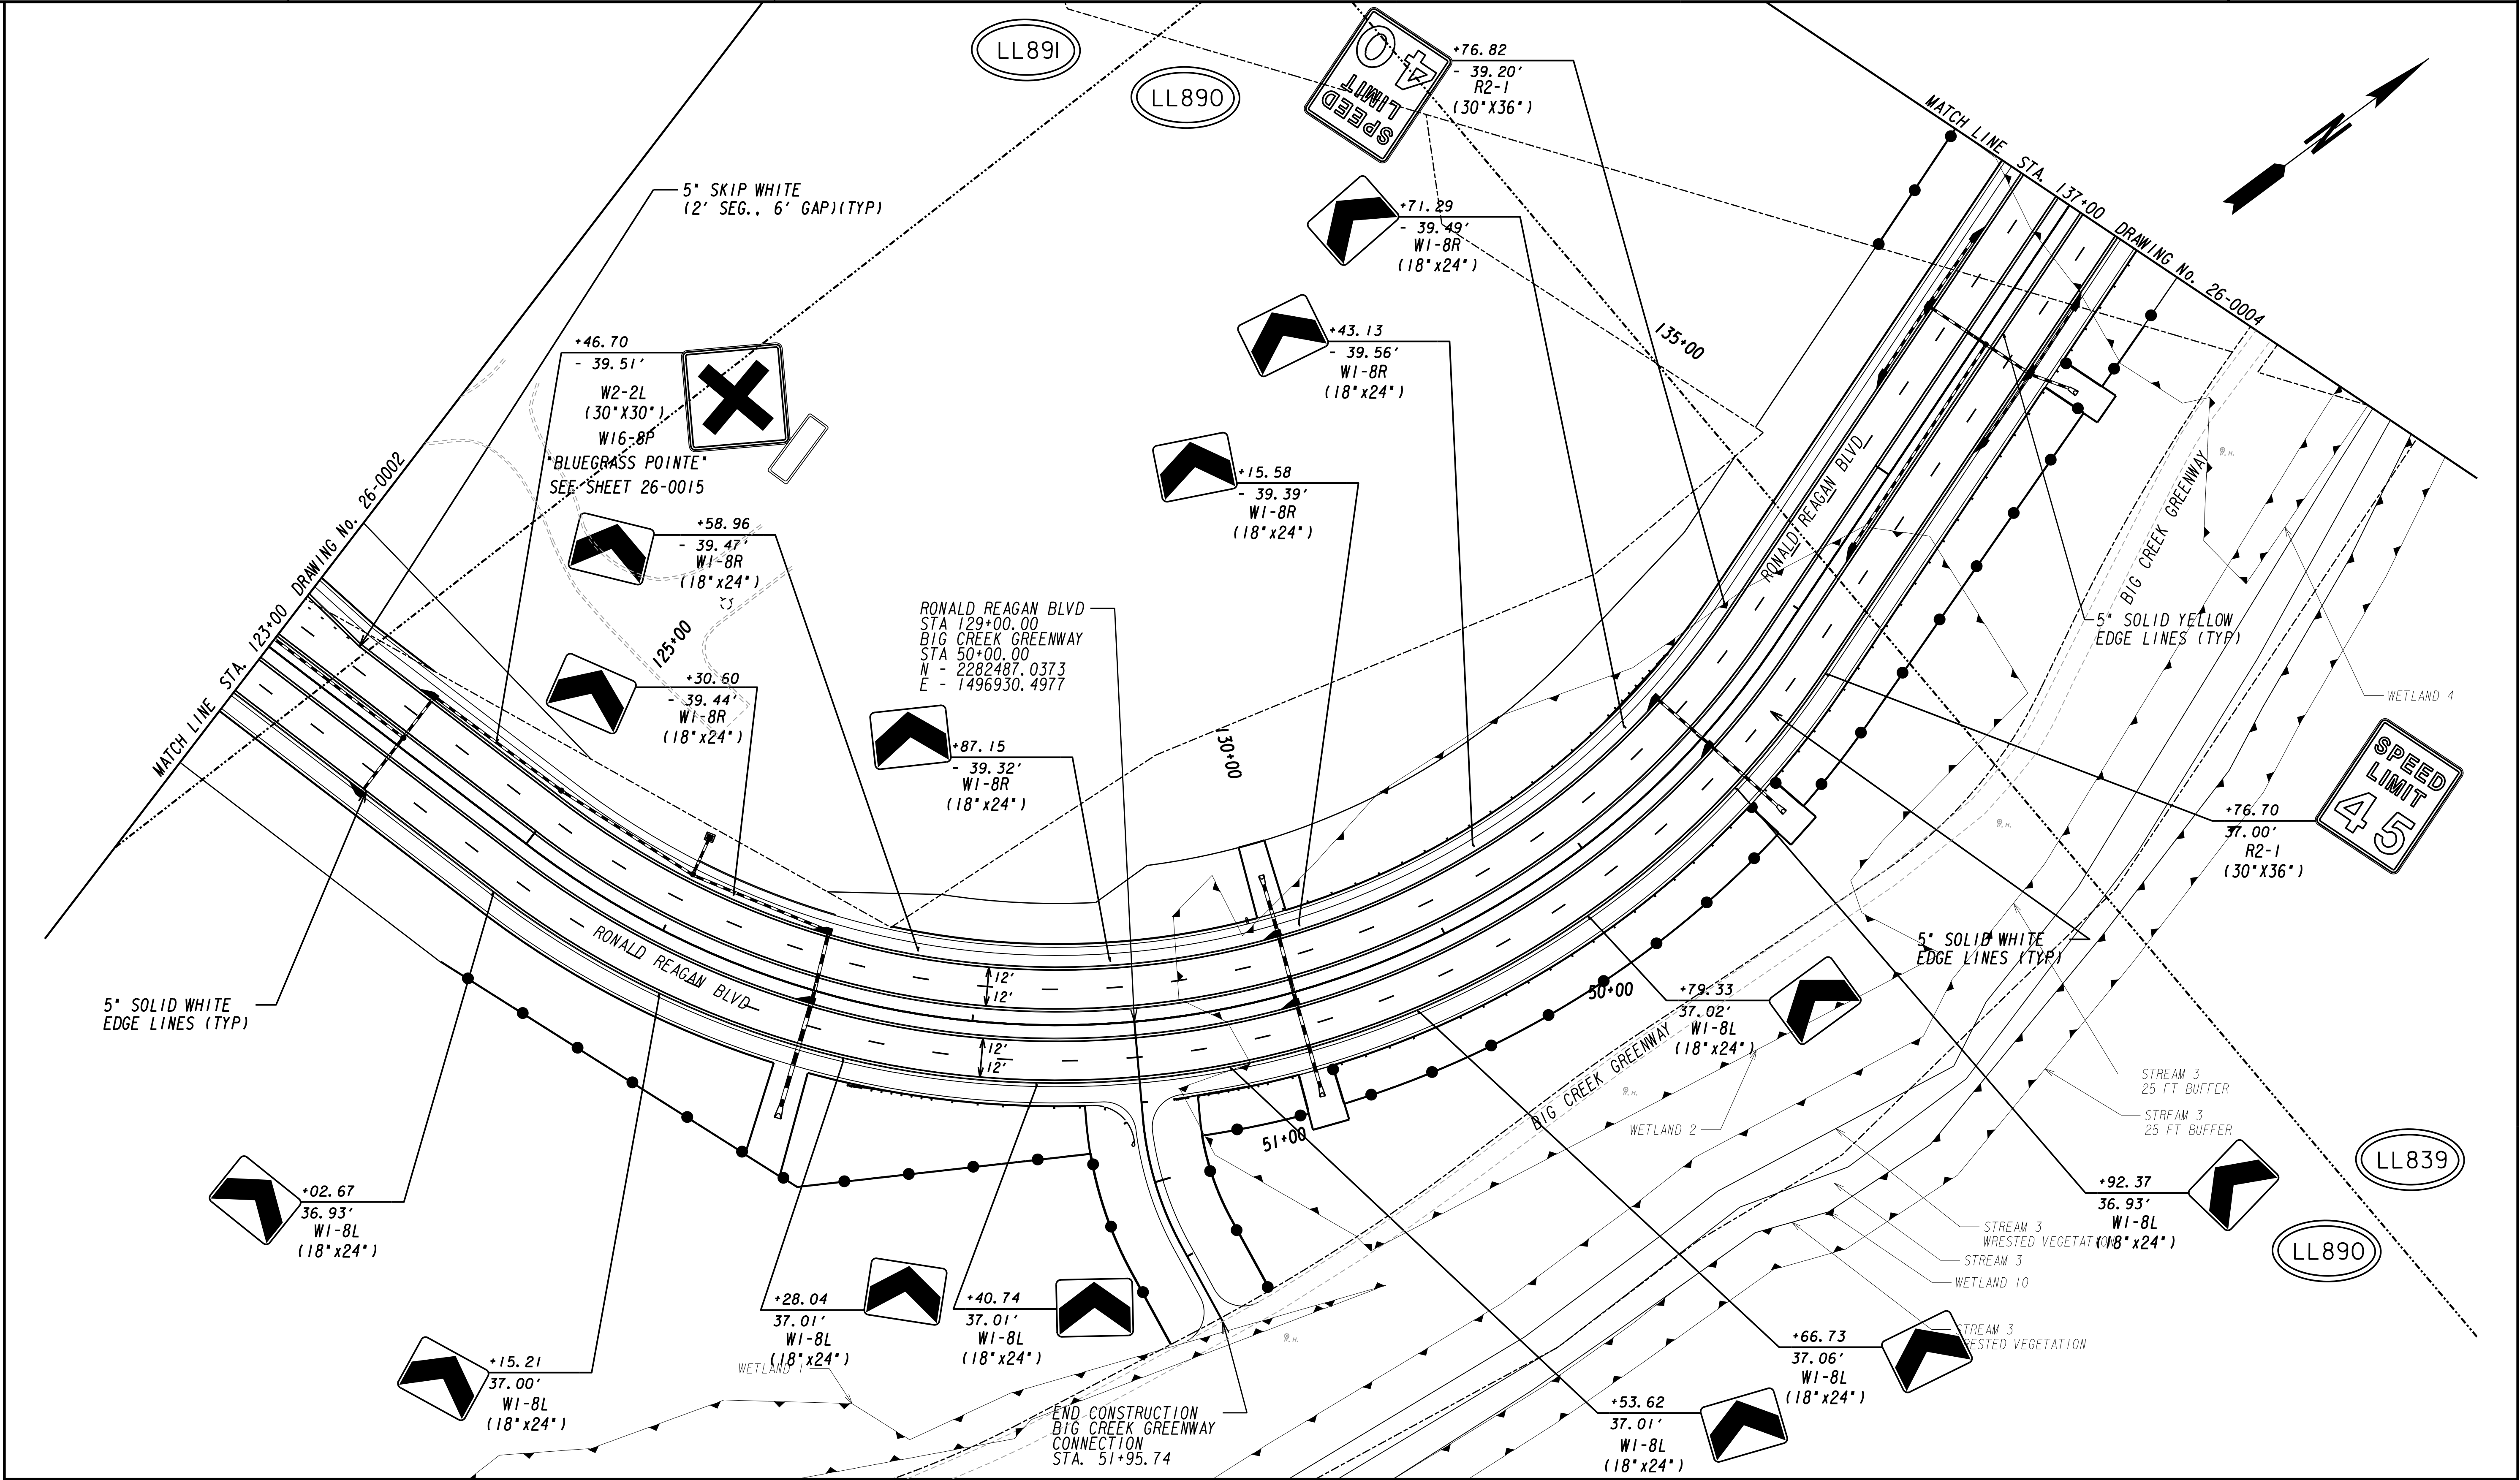 LL891
LL890
SPEED
LIMIT
40
+76.82
- 39.20'
R2-1
(30"X36")
MATCH LINE STA. 137+00 DRAWING No. 26-0004
N
5" SKIP WHITE
(2' SEG., 6' GAP)(TYP)
+71.29
- 39.49'
W1-8R
(18"x24")
+43.13
- 39.56'
W1-8R
(18"x24")
135+00
+46.70
- 39.51'
W2-2L
(30"X30")
W16-8P
"BLUEGRASS POINTE"
SEE SHEET 26-0015
+15.58
- 39.39'
W1-8R
(18"x24")
RONALD REAGAN BLVD
BIG CREEK GREENWAY
P.H.
+58.96
- 39.47'
W1-8R
(18"x24")
MATCH LINE STA. 123+00 DRAWING No. 26-0002
125+00
RONALD REAGAN BLVD
STA 129+00.00
BIG CREEK GREENWAY
STA 50+00.00
N - 2282487.0373
E - 1496930.4977
5" SOLID YELLOW
EDGE LINES (TYP)
+30.60
- 39.44'
W1-8R
(18"x24")
WETLAND 4
+87.15
- 39.32'
W1-8R
(18"x24")
130+00
SPEED
LIMIT
45
+76.70
37.00'
R2-1
(30"X36")
P.H.
RONALD REAGAN BLVD
12'
12'
12'
12'
5" SOLID WHITE
EDGE LINES (TYP)
5" SOLID WHITE
EDGE LINES (TYP)
50+00
+79.33
37.02'
W1-8L
(18"x24")
BIG CREEK GREENWAY
P.H.
WETLAND 2
51+00
STREAM 3
25 FT BUFFER
STREAM 3
25 FT BUFFER
LL839
+02.67
36.93'
W1-8L
(18"x24")
+92.37
36.93'
W1-8L
(18"x24")
STREAM 3
WRESTED VEGETATION
STREAM 3
WETLAND 10
LL890
+28.04
37.01'
W1-8L
(18"x24")
+40.74
37.01'
W1-8L
(18"x24")
P.H.
STREAM 3
WRESTED VEGETATION
+66.73
37.06'
W1-8L
(18"x24")
WETLAND 1
+15.21
37.00'
W1-8L
(18"x24")
END CONSTRUCTION
BIG CREEK GREENWAY
CONNECTION
STA. 51+95.74
+53.62
37.01'
W1-8L
(18"x24")